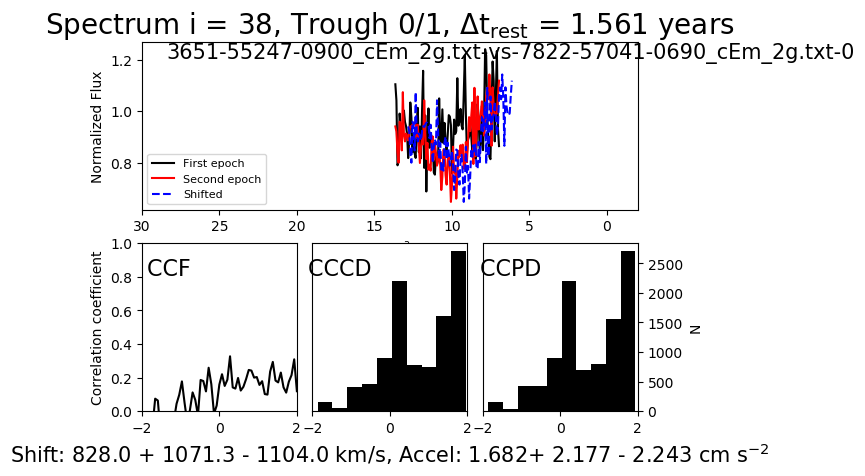 Spectrum i = 38, Trough 0/1, Δt_rest = 1.561 years
3651-55247-0900_cEm_2g.txt-vs-7822-57041-0690_cEm_2g.txt-0
Normalized Flux
1.2
1.0
0.8
First epoch
Second epoch
Shifted
30 25 20 15 10 5 0
Correlation coefficient
1.0
0.8
0.6
0.4
0.2
0.0
CCF
CCCD
CCPD
2500
2000
1500
1000
500
0
N
−2 0 −2 0 −2 0 2
Shift: 828.0 + 1071.3 - 1104.0 km/s, Accel: 1.682+ 2.177 - 2.243 cm s⁻²